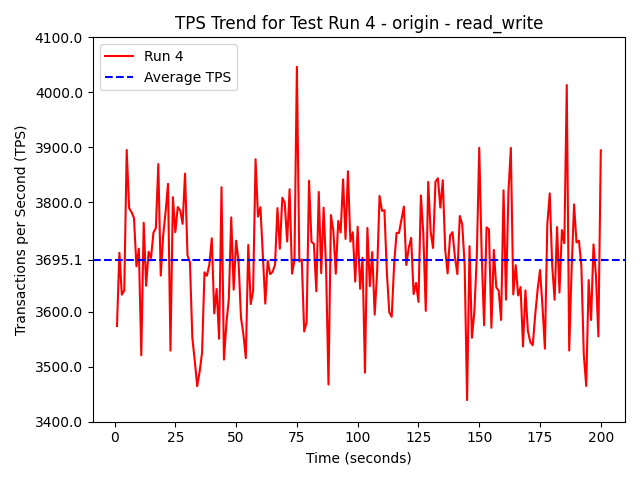 TPS Trend for Test Run 4 - origin - read_write
Run 4
Average TPS
Transactions per Second (TPS)
4100.0
4000.0
3900.0
3800.0
3695.1
3600.0
3500.0
3400.0
0 25 50 75 100 125 150 175 200
Time (seconds)